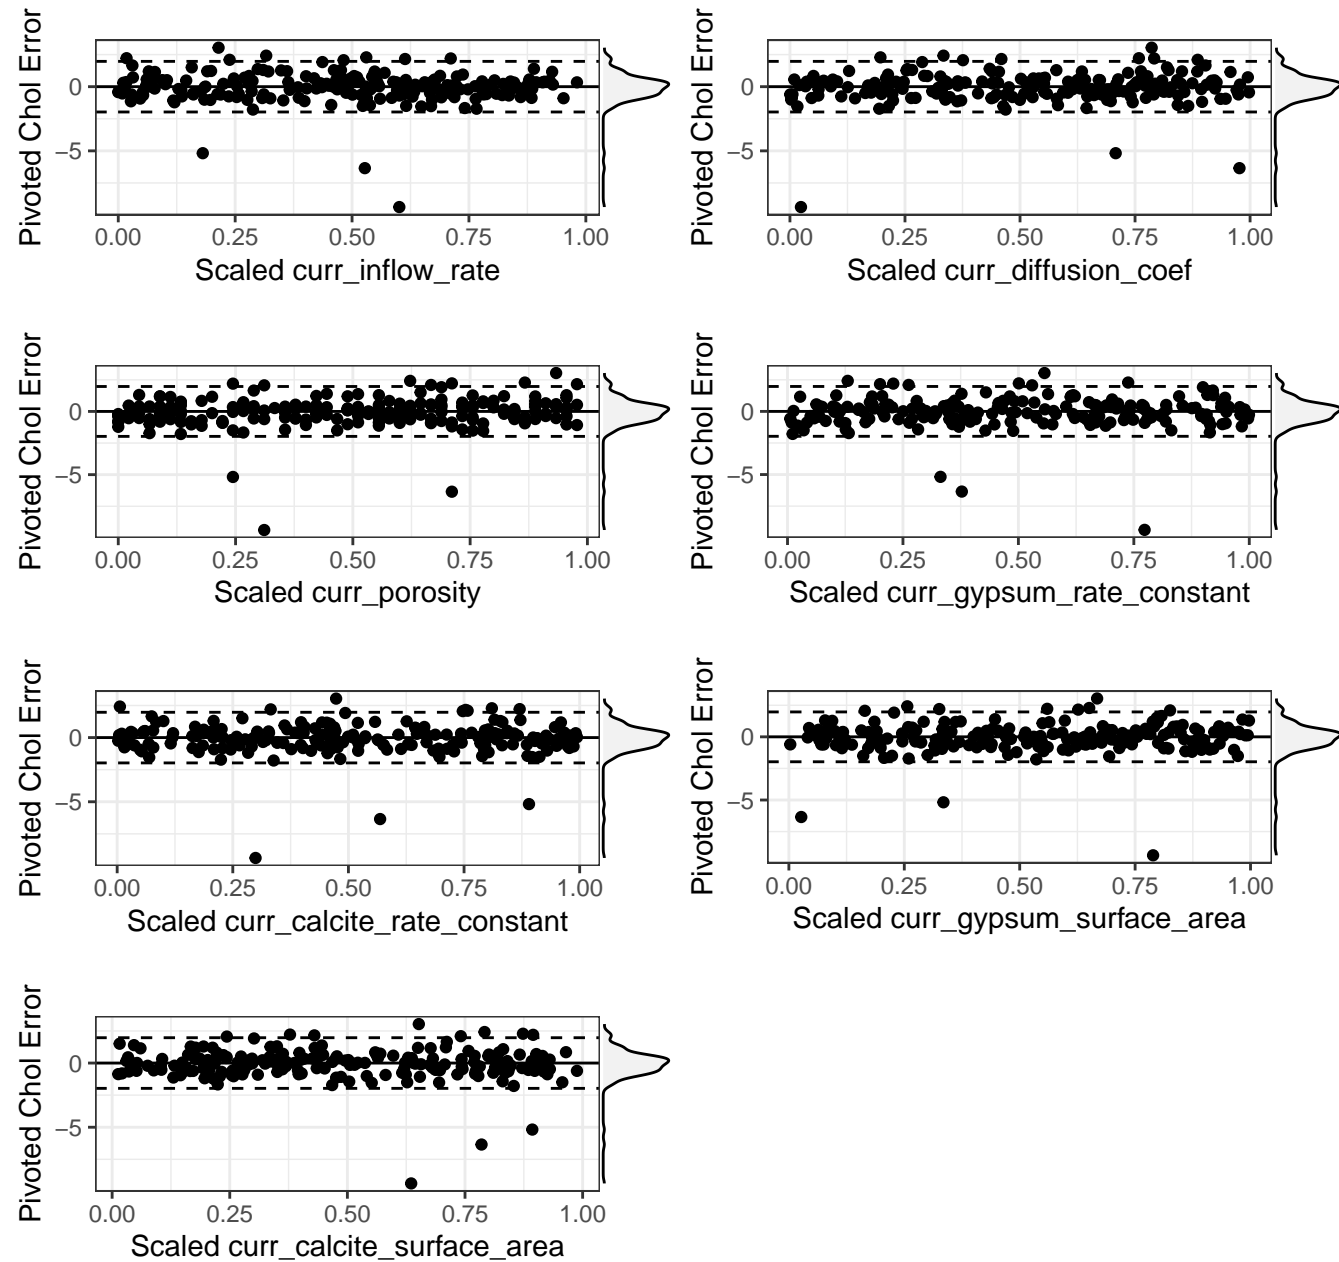 Pivoted Chol Error
0
−5
0.00 0.25 0.50 0.75 1.00
Scaled curr_inflow_rate
Pivoted Chol Error
0
−5
0.00 0.25 0.50 0.75 1.00
Scaled curr_diffusion_coef
Pivoted Chol Error
0
−5
0.00 0.25 0.50 0.75 1.00
Scaled curr_porosity
Pivoted Chol Error
0
−5
0.00 0.25 0.50 0.75 1.00
Scaled curr_gypsum_rate_constant
Pivoted Chol Error
0
−5
0.00 0.25 0.50 0.75 1.00
Scaled curr_calcite_rate_constant
Pivoted Chol Error
0
−5
0.00 0.25 0.50 0.75 1.00
Scaled curr_gypsum_surface_area
Pivoted Chol Error
0
−5
0.00 0.25 0.50 0.75 1.00
Scaled curr_calcite_surface_area